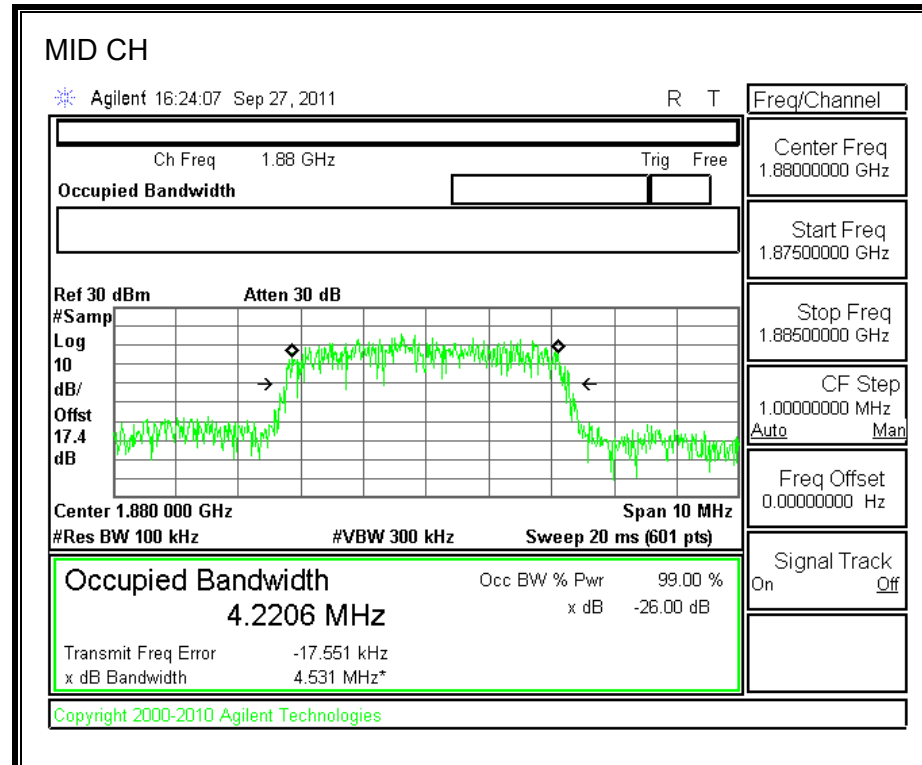 MID CH
Agilent 16:24:07 Sep 27, 2011 R T
Freq/Channel
Ch Freq 1.88 GHz Trig Free
Occupied Bandwidth
Center Freq
1.88000000 GHz
Start Freq
1.87500000 GHz
Stop Freq
1.88500000 GHz
CF Step
1.00000000 MHz
Auto Man
Freq Offset
0.00000000 Hz
Signal Track
On Off
Ref 30 dBm Atten 30 dB
#Samp
Log
10
dB/
Offst
17.4
dB
Center 1.880 000 GHz Span 10 MHz
#Res BW 100 kHz #VBW 300 kHz Sweep 20 ms (601 pts)
Occupied Bandwidth Occ BW % Pwr 99.00 %
4.2206 MHz x dB -26.00 dB
Transmit Freq Error -17.551 kHz
x dB Bandwidth 4.531 MHz*
Copyright 2000-2010 Agilent Technologies